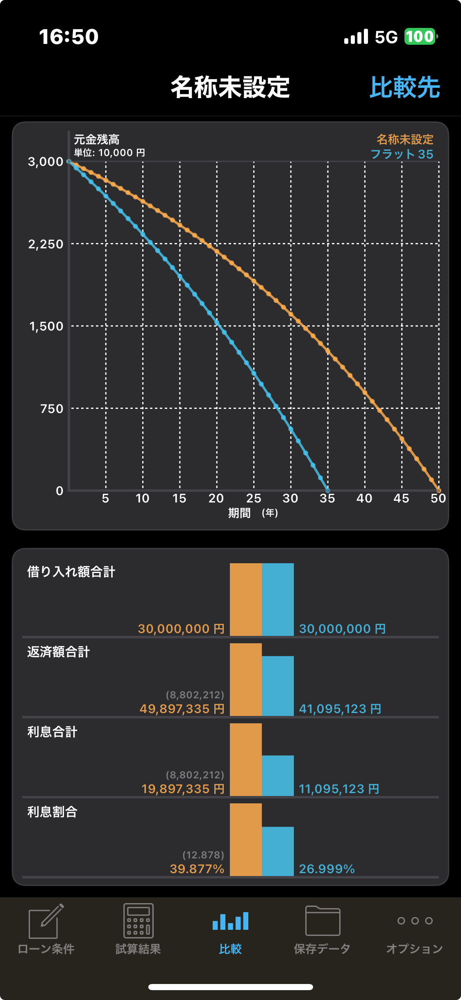 16:50 5G 100
名称未設定 比較先
元金残高 名称未設定
単位: 10,000 円 フラット 35
3,000
2,250
1,500
750
0
5 10 15 20 25 30 35 40 45 50
期間 (年)
借り入れ額合計
30,000,000 円 30,000,000 円
返済額合計
(8,802,212)
49,897,335 円 41,095,123 円
利息合計
(8,802,212)
19,897,335 円 11,095,123 円
利息割合
(12.878)
39.877% 26.999%
ローン条件 試算結果 比較 保存データ オプション